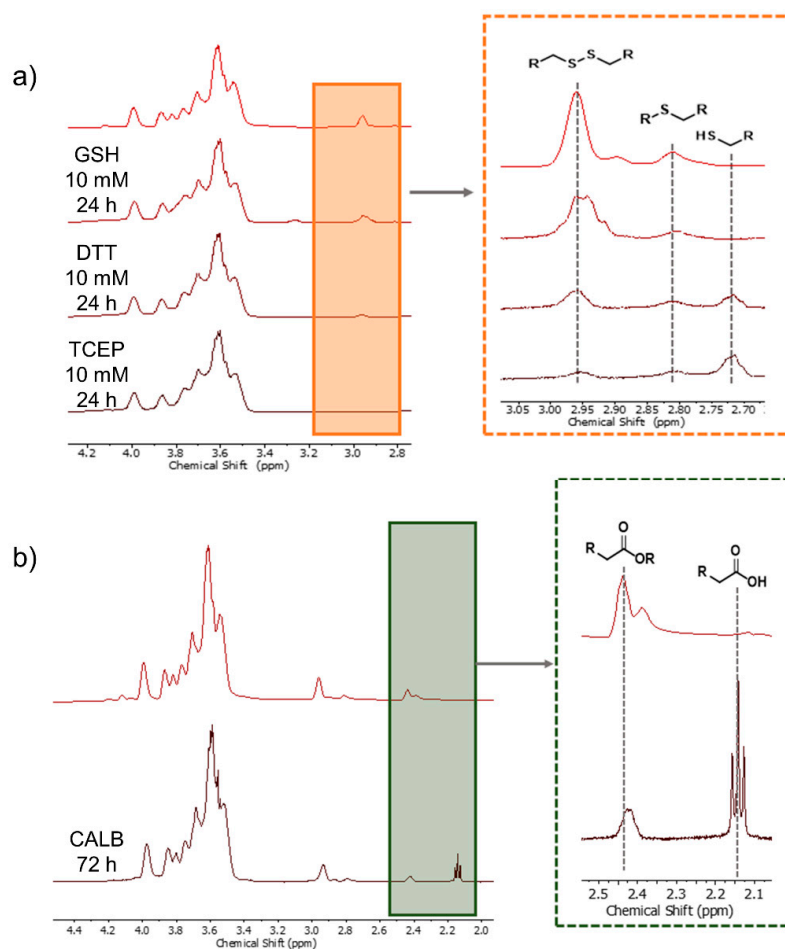 a)
GSH
10 mM
24 h
DTT
10 mM
24 h
TCEP
10 mM
24 h
4.2 4.0 3.8 3.6 3.4 3.2 3.0 2.8
Chemical Shift (ppm)
R S S R
R S R
HS R
3.05 3.00 2.95 2.90 2.85 2.80 2.75 2.70
Chemical Shift (ppm)
b)
CALB
72 h
4.4 4.2 4.0 3.8 3.6 3.4 3.2 3.0 2.8 2.6 2.4 2.2 2.0
Chemical Shift (ppm)
O
R OR
O
R OH
2.5 2.4 2.3 2.2 2.1
Chemical Shift (ppm)